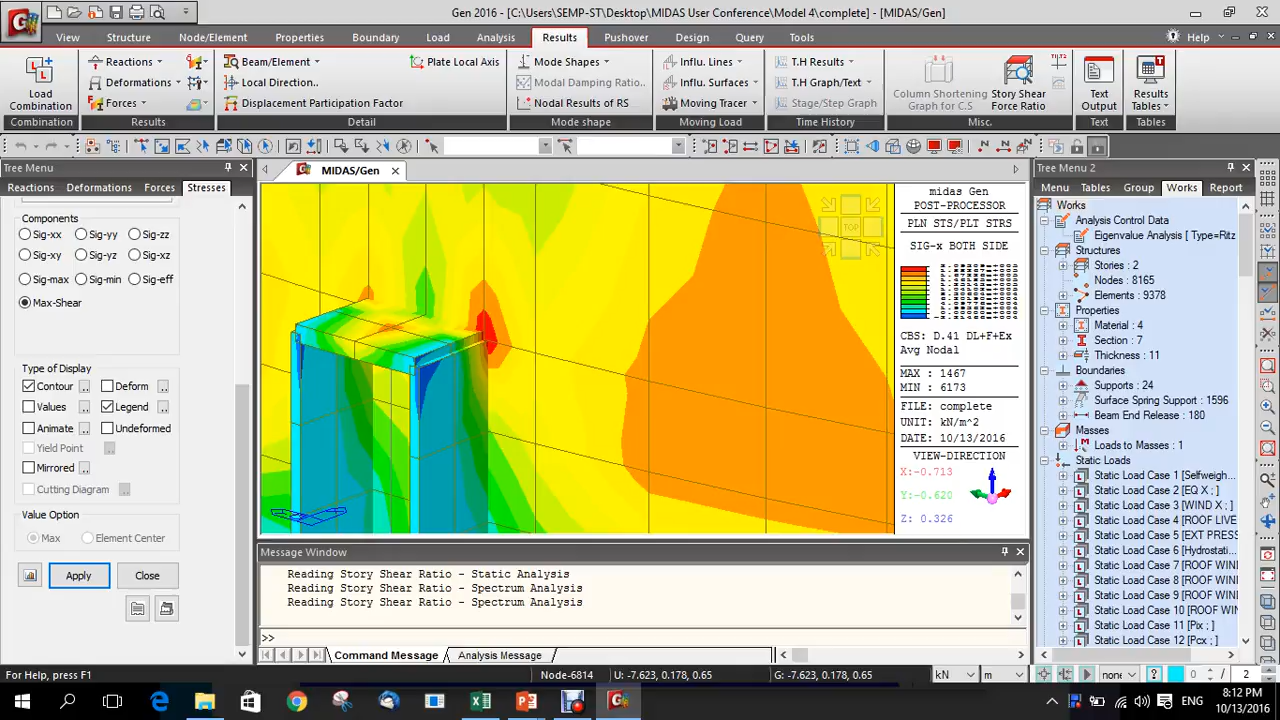 Gen 2016 - [C:\Users\SEMP-ST\Desktop\MIDAS User Conference\Model 4\complete] - [MIDAS/Gen]
View Structure Node/Element Properties Boundary Load Analysis Results Pushover Design Query Tools Help
Load Combination
Combination
Reactions
Deformations
Forces
Results
Beam/Element
Local Direction..
Displacement Participation Factor
Plate Local Axis
Detail
Mode Shapes
Modal Damping Ratio..
Nodal Results of RS
Mode shape
Influ. Lines
Influ. Surfaces
Moving Tracer
Moving Load
T.H Results
T.H Graph/Text
Stage/Step Graph
Time History
Column Shortening Graph for C.S
Story Shear Force Ratio
Misc.
Text Output
Text
Results Tables
Tables
Tree Menu
Reactions Deformations Forces Stresses
Components
Sig-xx Sig-yy Sig-zz
Sig-xy Sig-yz Sig-xz
Sig-max Sig-min Sig-eff
Max-Shear
Type of Display
Contour .. Deform ..
Values .. Legend ..
Animate .. Undeformed
Yield Point ..
Mirrored ..
Cutting Diagram ..
Value Option
Max Element Center
Apply Close
MIDAS/Gen
TOP
midas Gen
POST-PROCESSOR
PLN STS/PLT STRS
SIG-x BOTH SIDE
CBS: D.41 DL+F+Ex
Avg Nodal
MAX : 1467
MIN : 6173
FILE: complete
UNIT: kN/m^2
DATE: 10/13/2016
VIEW-DIRECTION
X:-0.713
Y:-0.620
Z: 0.326
Message Window
Reading Story Shear Ratio - Static Analysis
Reading Story Shear Ratio - Spectrum Analysis
Reading Story Shear Ratio - Spectrum Analysis
>>
Command Message Analysis Message
Tree Menu 2
Menu Tables Group Works Report
Works
Analysis Control Data
Eigenvalue Analysis [ Type=Ritz
Structures
Stories: 2
Nodes: 8165
Elements: 9378
Properties
Material : 4
Section : 7
Thickness : 11
Boundaries
Supports : 24
Surface Spring Support : 1596
Beam End Release : 180
Masses
Loads to Masses : 1
Static Loads
Static Load Case 1 [Selfweigh
Static Load Case 2 [EQ X ; ]
Static Load Case 3 [WIND X ; ]
Static Load Case 4 [ROOF LIVE
Static Load Case 5 [EXT PRESS
Static Load Case 6 [Hydrostati
Static Load Case 7 [ROOF WIN
Static Load Case 8 [ROOF WIN
Static Load Case 9 [ROOF WIN
Static Load Case 10 [ROOF WI
Static Load Case 11 [Pix ; ]
Static Load Case 12 [Pcx ; ]
For Help, press F1
Node-6814
U: -7.623, 0.178, 0.65
G: -7.623, 0.178, 0.65
kN
m
none
0 / 2
8:12 PM
10/13/2016